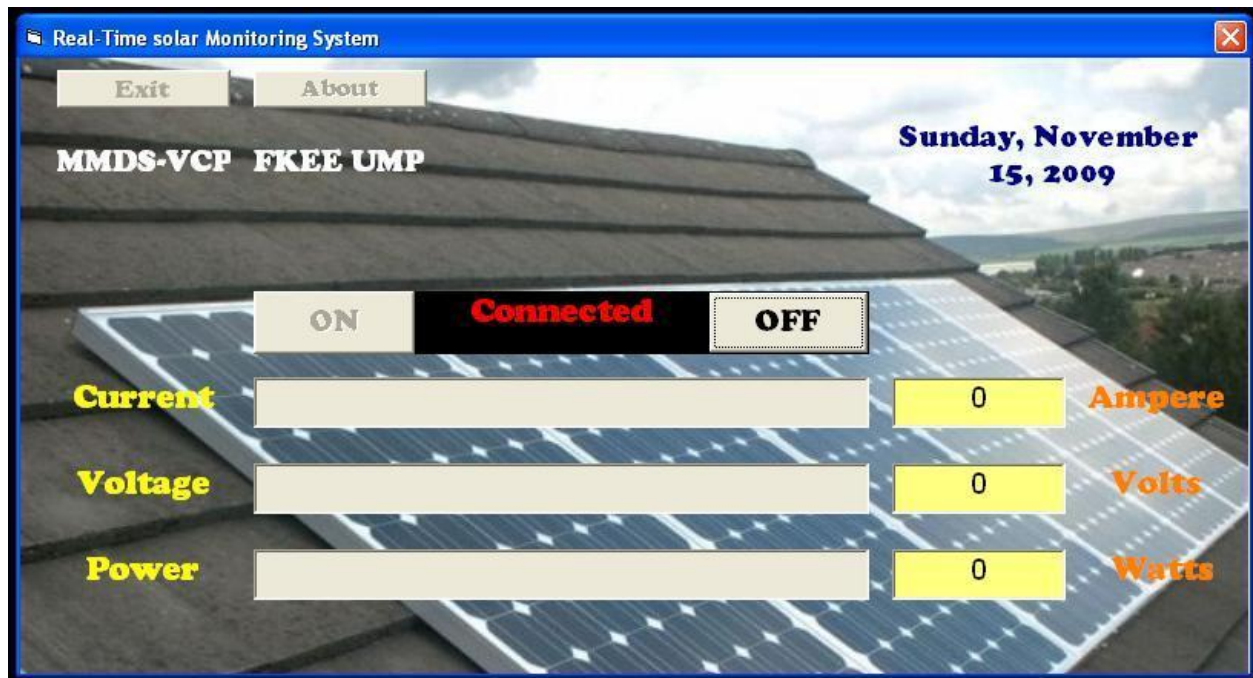 Real-Time solar Monitoring System
Exit About
MMDS-VCP FKEE UMP
Sunday, November
15, 2009
ON Connected OFF
Current 0 Ampere
Voltage 0 Volts
Power 0 Watts